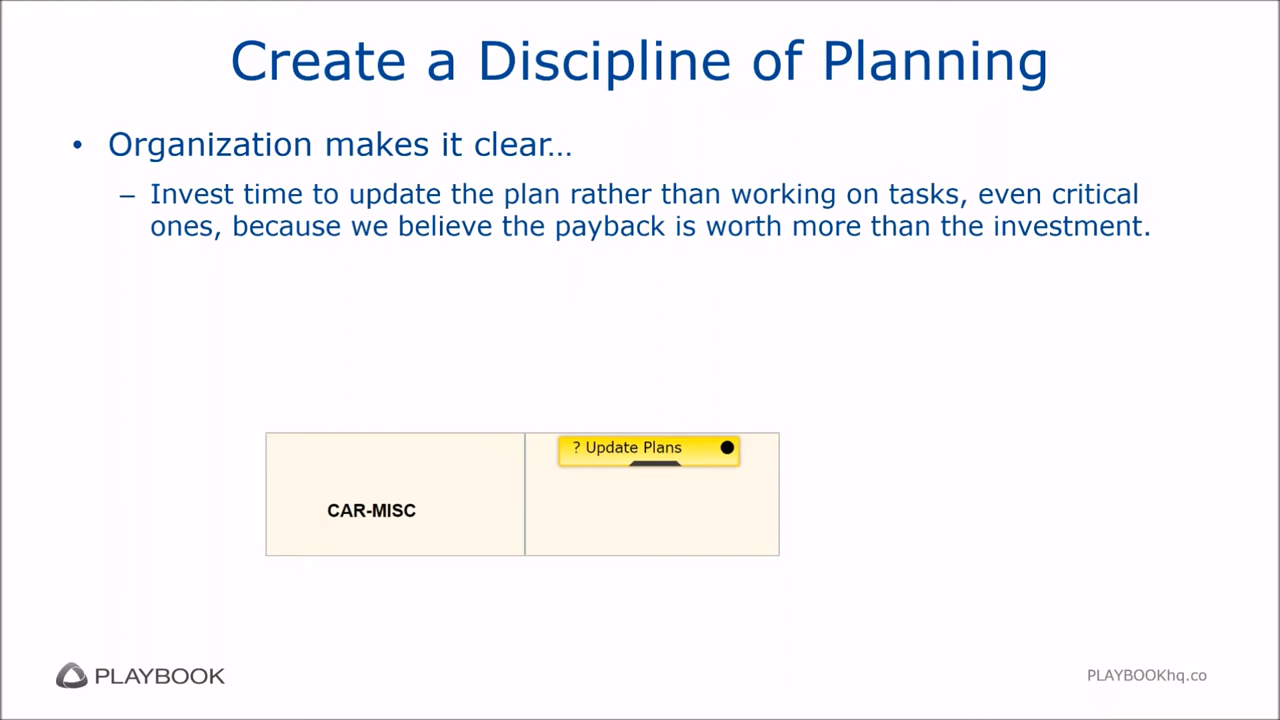 Create a Discipline of Planning
• Organization makes it clear…
– Invest time to update the plan rather than working on tasks, even critical
ones, because we believe the payback is worth more than the investment.
? Update Plans
CAR-MISC
PLAYBOOK
PLAYBOOKhq.co